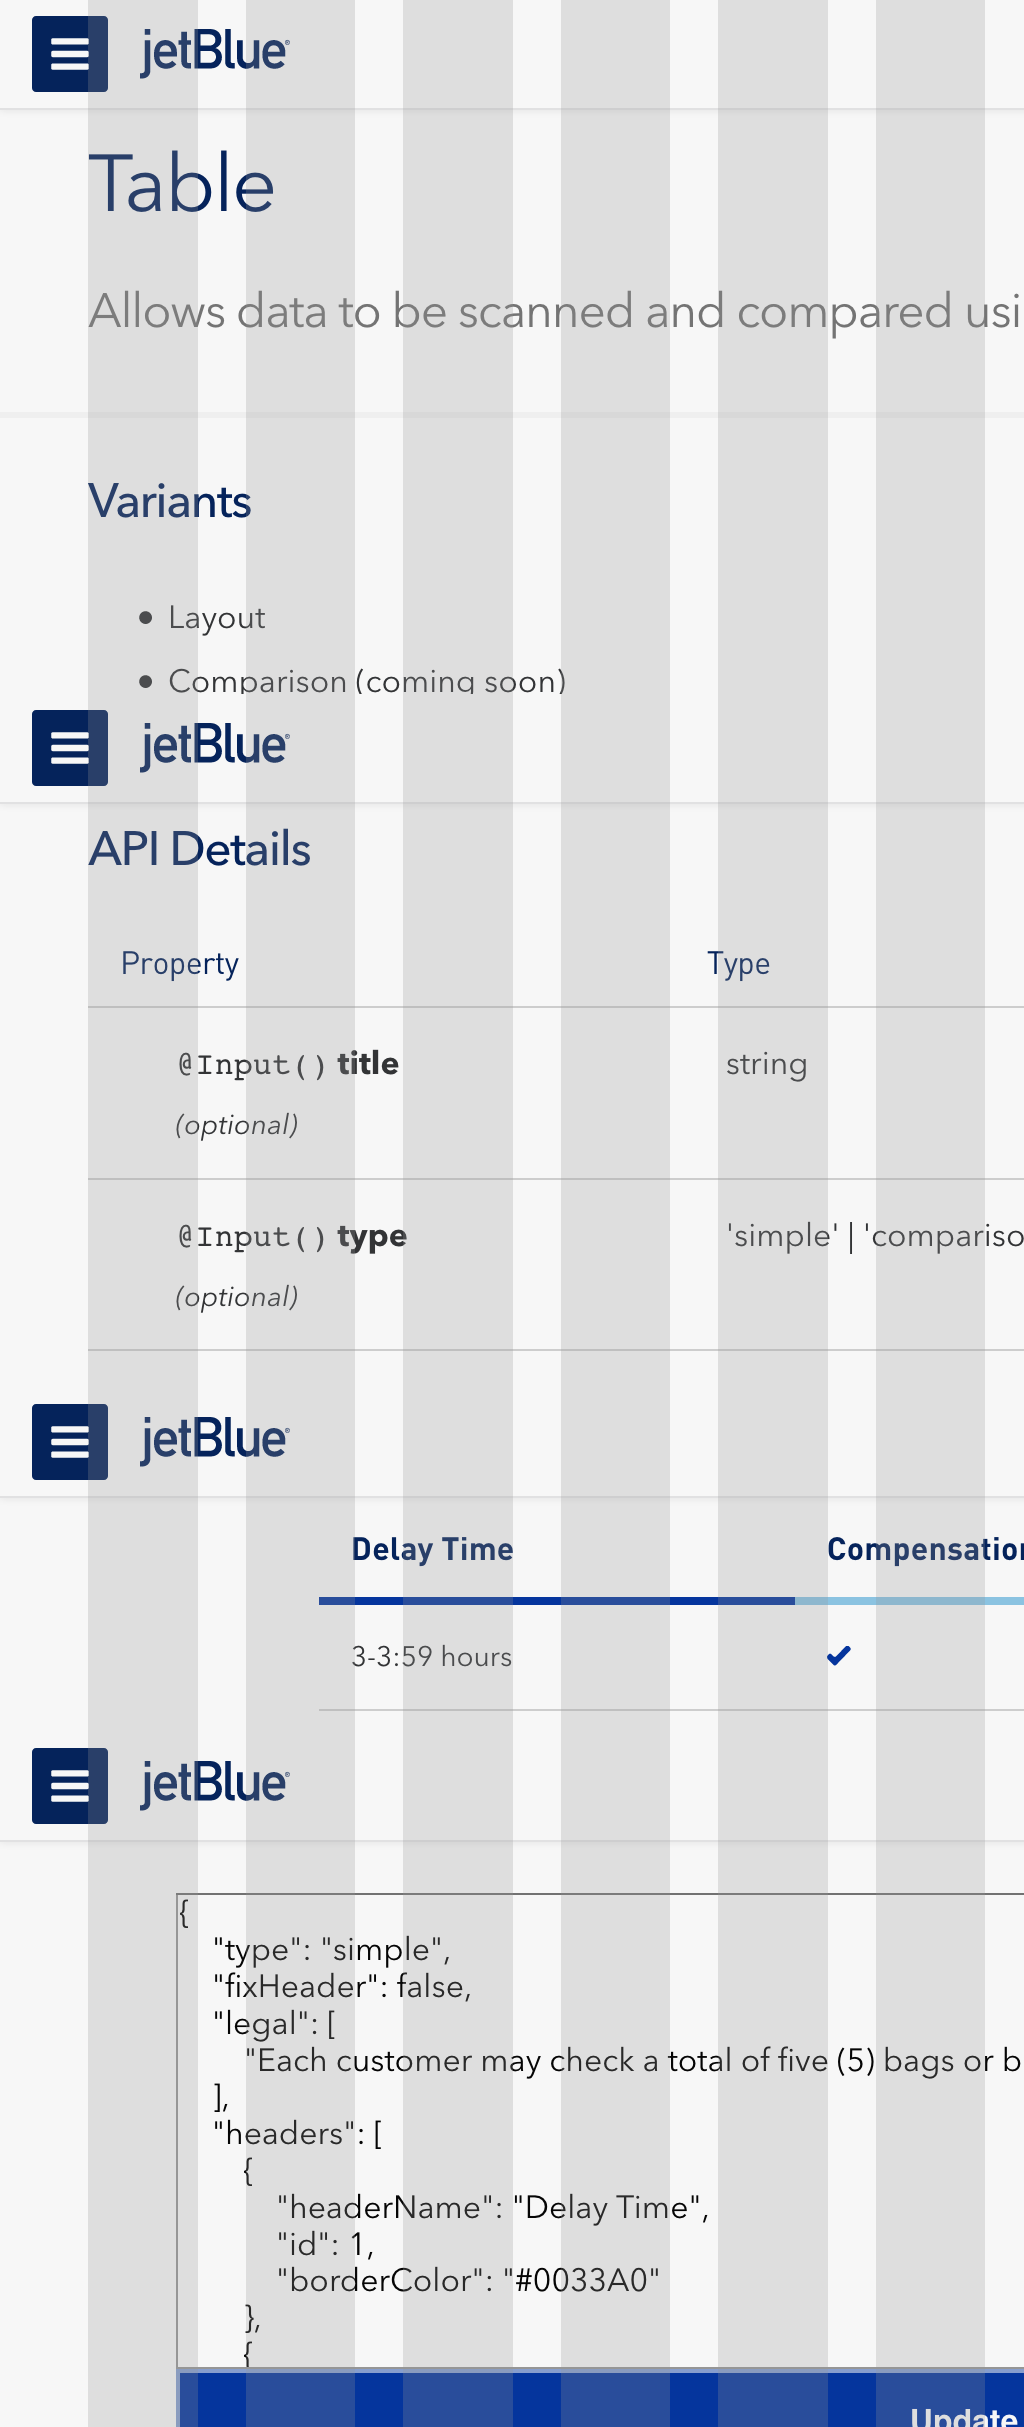 jetBlue
Table
Allows data to be scanned and compared usi
Variants
• Layout
• Comparison (coming soon)
jetBlue
API Details
Property Type
@Input() title string
(optional)
@Input() type 'simple' | 'compariso
(optional)
jetBlue
Delay Time Compensation
3-3:59 hours
jetBlue
{
"type": "simple",
"fixHeader": false,
"legal": [
"Each customer may check a total of five (5) bags or b
],
"headers": [
{
"headerName": "Delay Time",
"id": 1,
"borderColor": "#0033A0"
},
{
Update